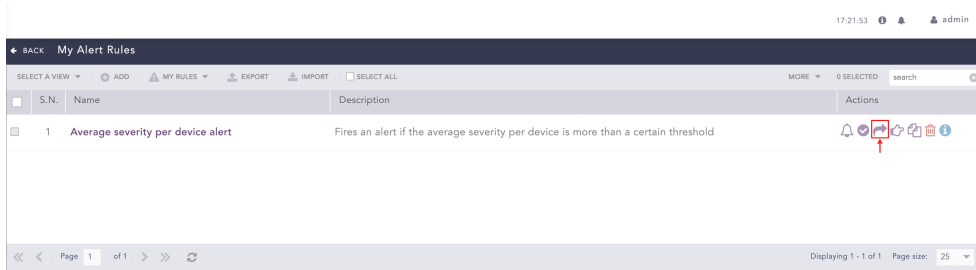 17:21:53 admin
BACK My Alert Rules
SELECT A VIEW ADD MY RULES EXPORT IMPORT SELECT ALL MORE 0 SELECTED search
S.N. Name Description Actions
1 Average severity per device alert Fires an alert if the average severity per device is more than a certain threshold
Page 1 of 1 Displaying 1 - 1 of 1 Page size: 25